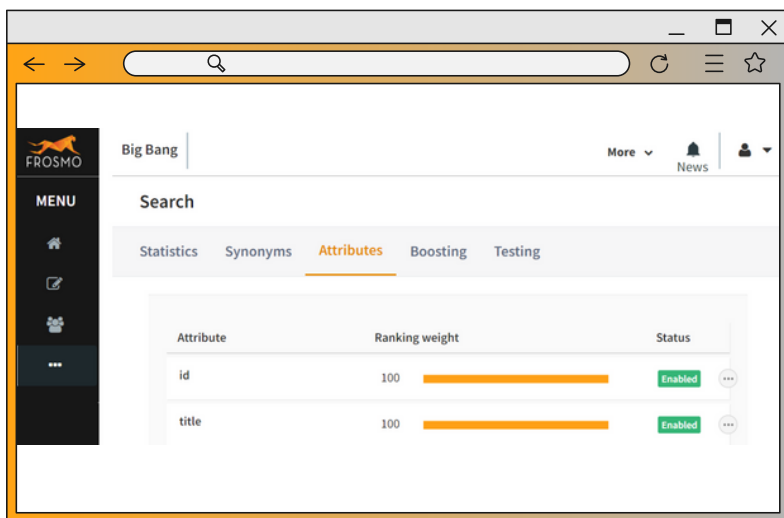 FROSMO
Big Bang
More
News
MENU
Search
Statistics Synonyms Attributes Boosting Testing
Attribute Ranking weight Status
id 100 Enabled
title 100 Enabled